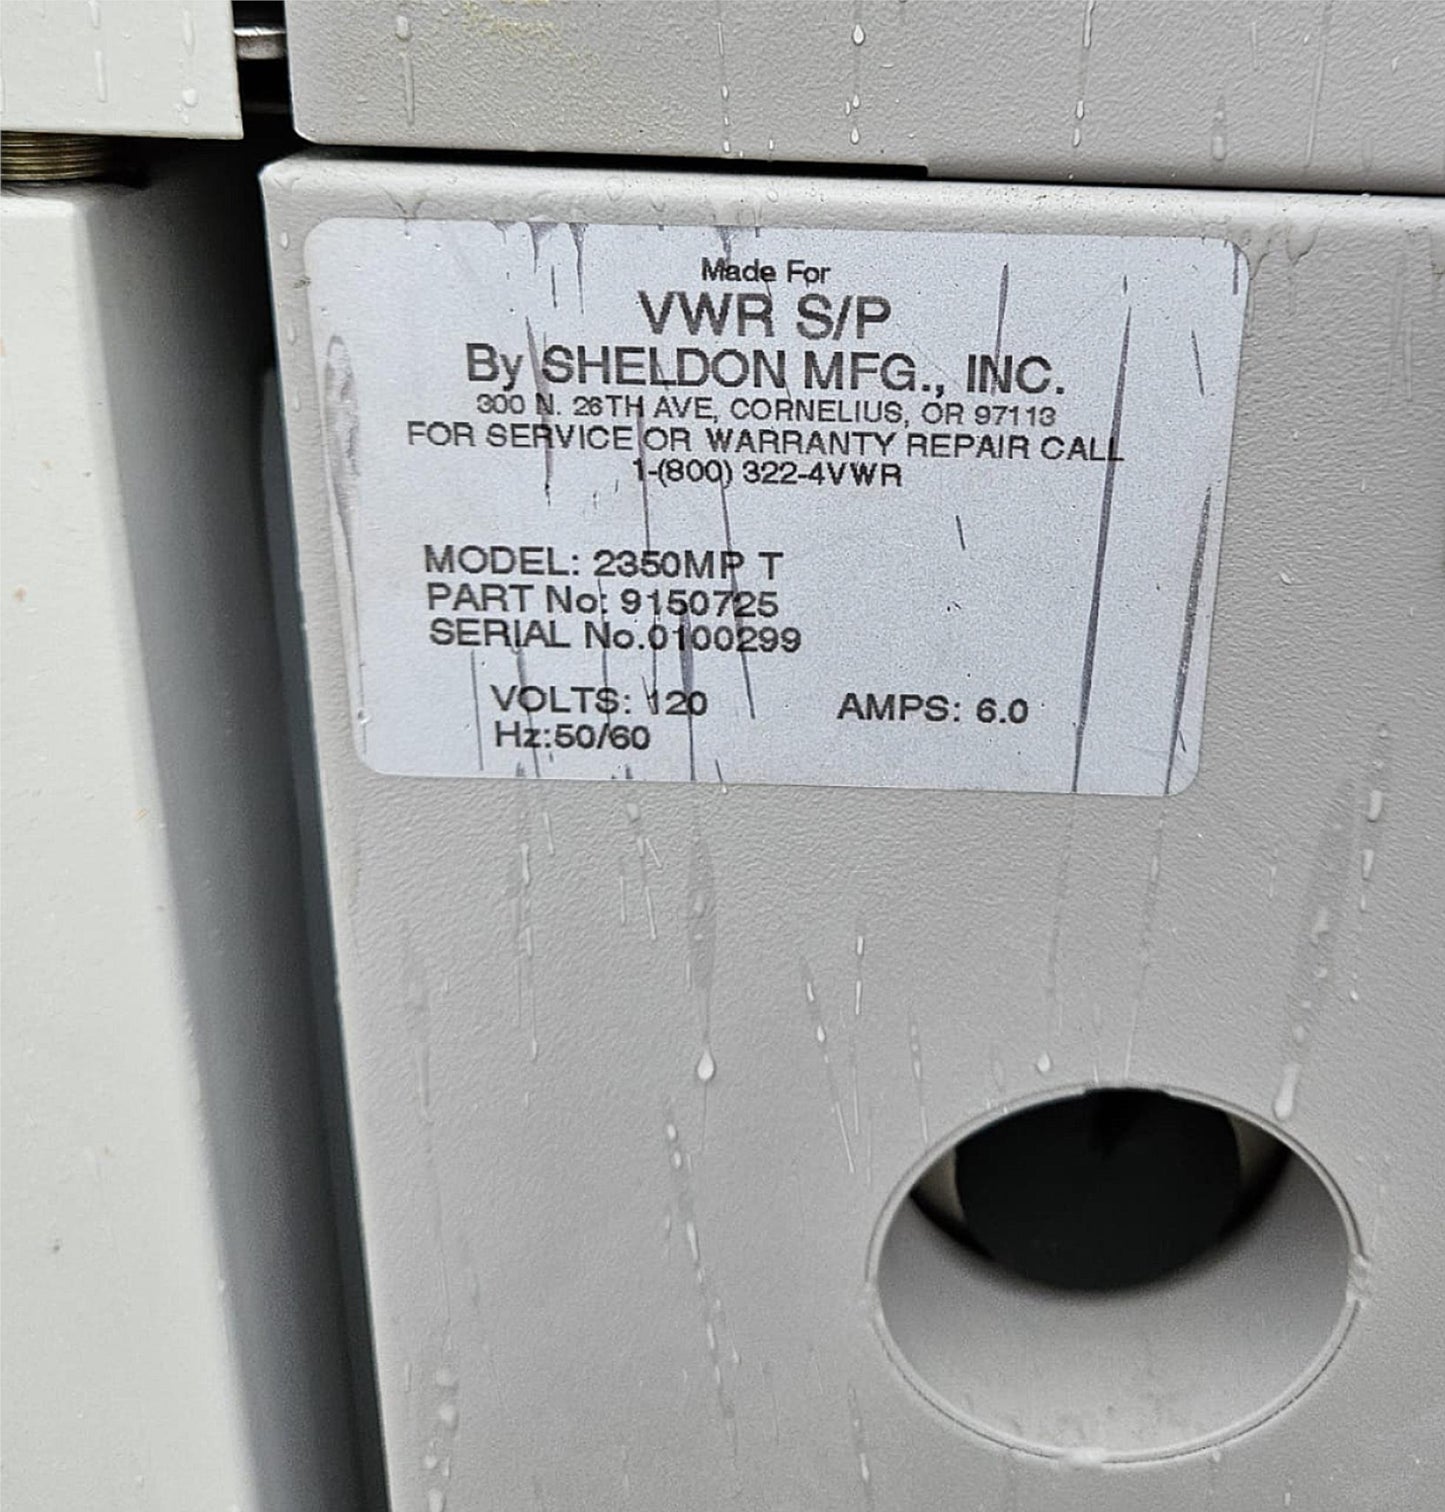 Made For
VWR S/P
By SHELDON MFG., INC.
300 N. 26TH AVE, CORNELIUS, OR 97113
FOR SERVICE OR WARRANTY REPAIR CALL
1-(800) 322-4VWR
MODEL: 2350MP T
PART No: 9150725
SERIAL No.0100299
VOLTS: 120 AMPS: 6.0
Hz:50/60